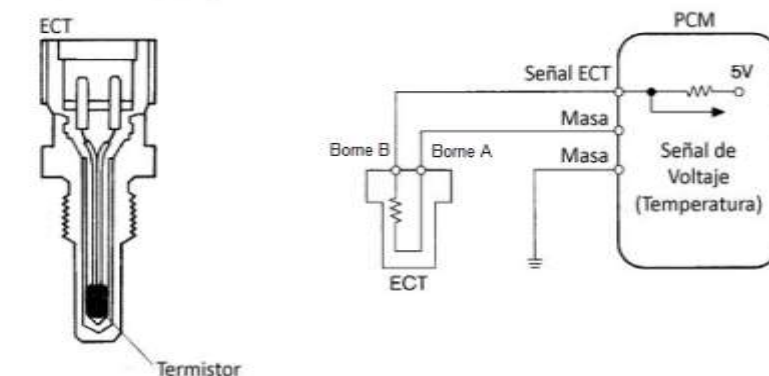 ECT
Termistor
PCM
Señal ECT
5V
Masa
Borne B
Borne A
Masa
Señal de
Voltaje
(Temperatura)
ECT